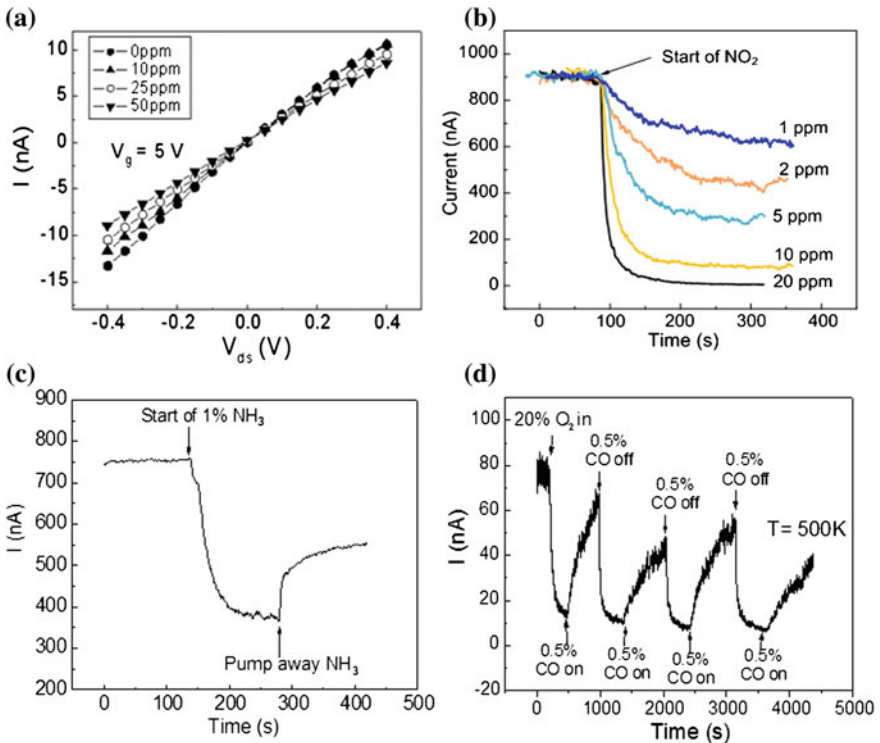 (a)
10
5
0
-5
-10
-15
I (nA)
0ppm
10ppm
25ppm
50ppm
Vg = 5 V
-0.4
-0.2
0.0
0.2
0.4
Vds (V)
(b)
1000
800
600
400
200
0
Current (nA)
Start of NO₂
1 ppm
2 ppm
5 ppm
10 ppm
20 ppm
0
100
200
300
400
Time (s)
(c)
900
800
700
600
500
400
300
200
I (nA)
Start of 1% NH₃
Pump away NH₃
0
100
200
300
400
500
Time (s)
(d)
100
80
60
40
20
0
-20
I (nA)
20% O₂ in
0.5%
CO off
0.5%
CO off
0.5%
CO off
T= 500K
0.5%
CO on
0.5%
CO on
0.5%
CO on
0.5%
CO on
0
1000
2000
3000
4000
5000
Time (s)